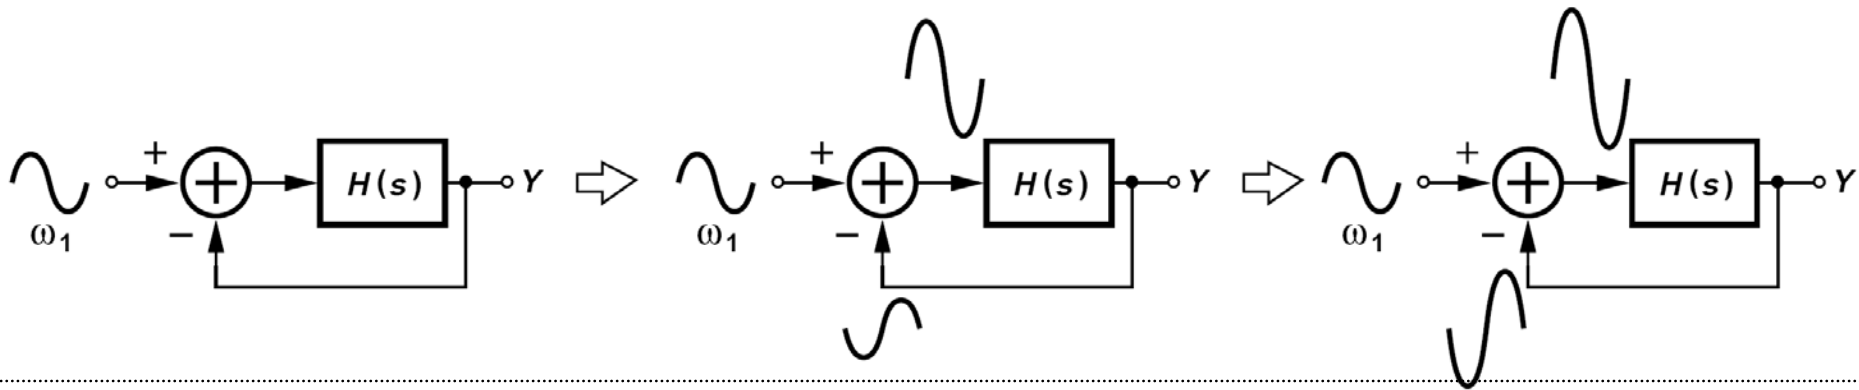 + H(s) Y + H(s) Y + H(s) Y
ω1 − ω1 − ω1 −